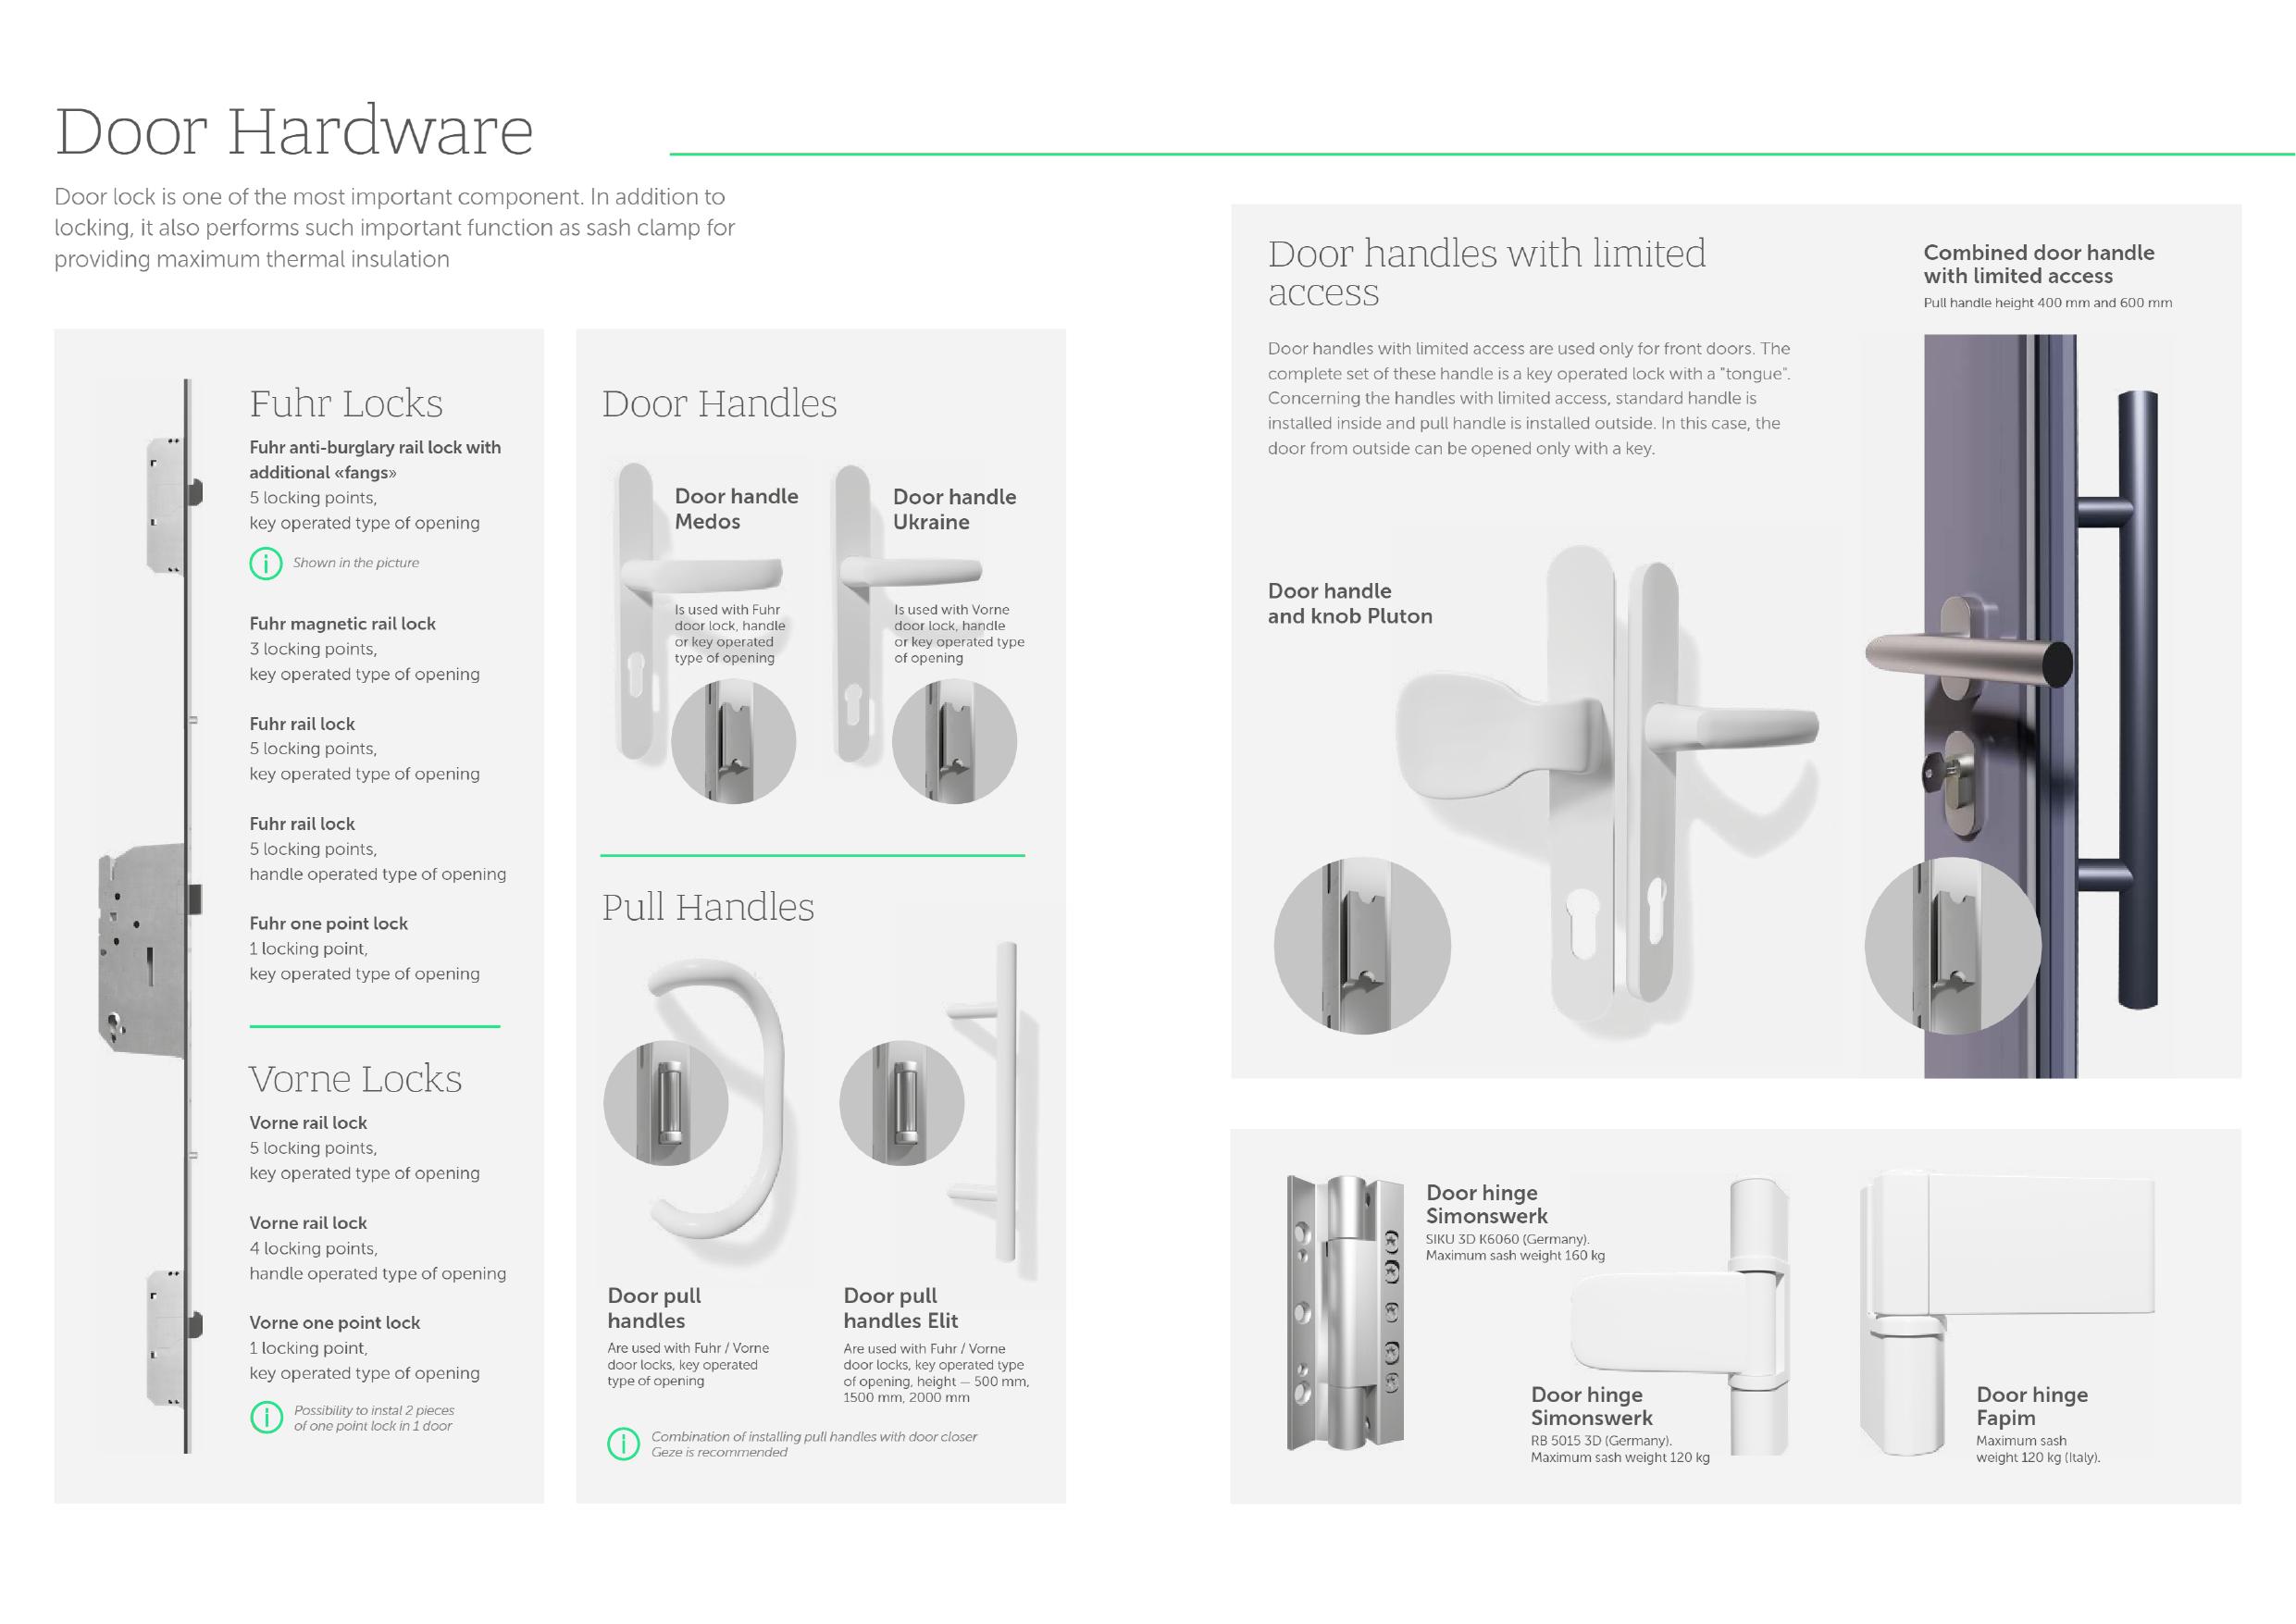 Door Hardware
Door lock is one of the most important component. In addition to
locking, it also performs such important function as sash clamp for
providing maximum thermal insulation
Fuhr Locks
Fuhr anti-burglary rail lock with
additional «fangs»
5 locking points,
key operated type of opening
Shown in the picture
Fuhr magnetic rail lock
3 locking points,
key operated type of opening
Fuhr rail lock
5 locking points,
key operated type of opening
Fuhr rail lock
5 locking points,
handle operated type of opening
Fuhr one point lock
1 locking point,
key operated type of opening
Vorne Locks
Vorne rail lock
5 locking points,
key operated type of opening
Vorne rail lock
4 locking points,
handle operated type of opening
Vorne one point lock
1 locking point,
key operated type of opening
Possibility to instal 2 pieces
of one point lock in 1 door
Door Handles
Door handle
Medos
Is used with Fuhr
door lock, handle
or key operated
type of opening
Door handle
Ukraine
Is used with Vorne
door lock, handle
or key operated type
of opening
Pull Handles
Door pull
handles
Are used with Fuhr / Vorne
door locks, key operated
type of opening
Door pull
handles Elit
Are used with Fuhr / Vorne
door locks, key operated type
of opening, height — 500 mm,
1500 mm, 2000 mm
Combination of installing pull handles with door closer
Geze is recommended
Door handles with limited
access
Door handles with limited access are used only for front doors. The
complete set of these handle is a key operated lock with a "tongue".
Concerning the handles with limited access, standard handle is
installed inside and pull handle is installed outside. In this case, the
door from outside can be opened only with a key.
Combined door handle
with limited access
Pull handle height 400 mm and 600 mm
Door handle
and knob Pluton
Door hinge
Simonswerk
SIKU 3D K6060 (Germany).
Maximum sash weight 160 kg
Door hinge
Simonswerk
RB 5015 3D (Germany).
Maximum sash weight 120 kg
Door hinge
Fapim
Maximum sash
weight 120 kg (Italy).